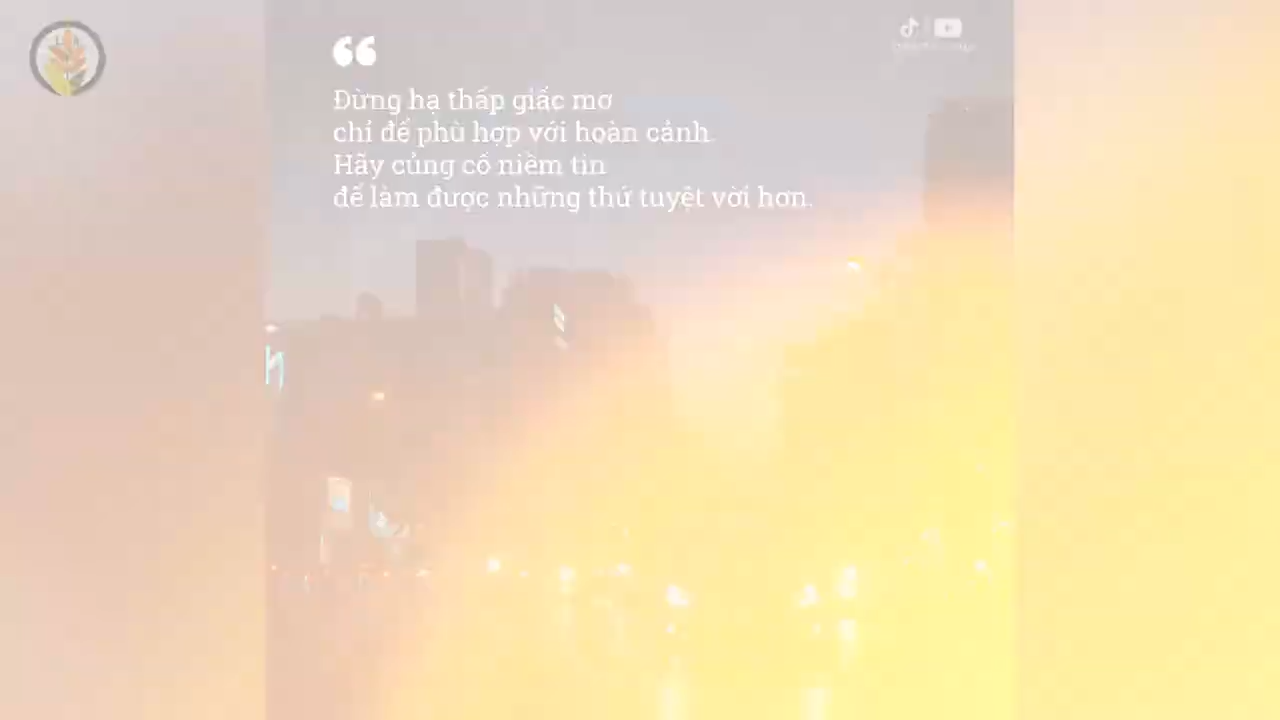 Đừng hạ thấp giấc mơ
chỉ để phù hợp với hoàn cảnh.
Hãy củng cố niềm tin
để làm được những thứ tuyệt vời hơn.